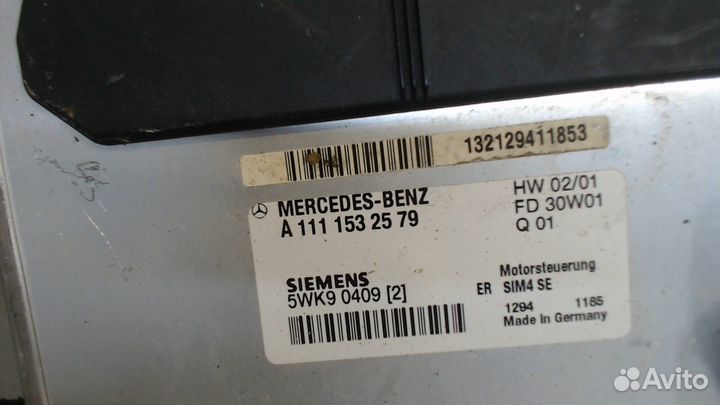 132129411853
MERCEDES-BENZ
A 111 153 25 79
HW 02/01
FD 30W01
Q 01
SIEMENS
5WK9 0409 [2]
Motorsteuerung
ER SIM4 SE
1294 1185
Made In Germany
Avito